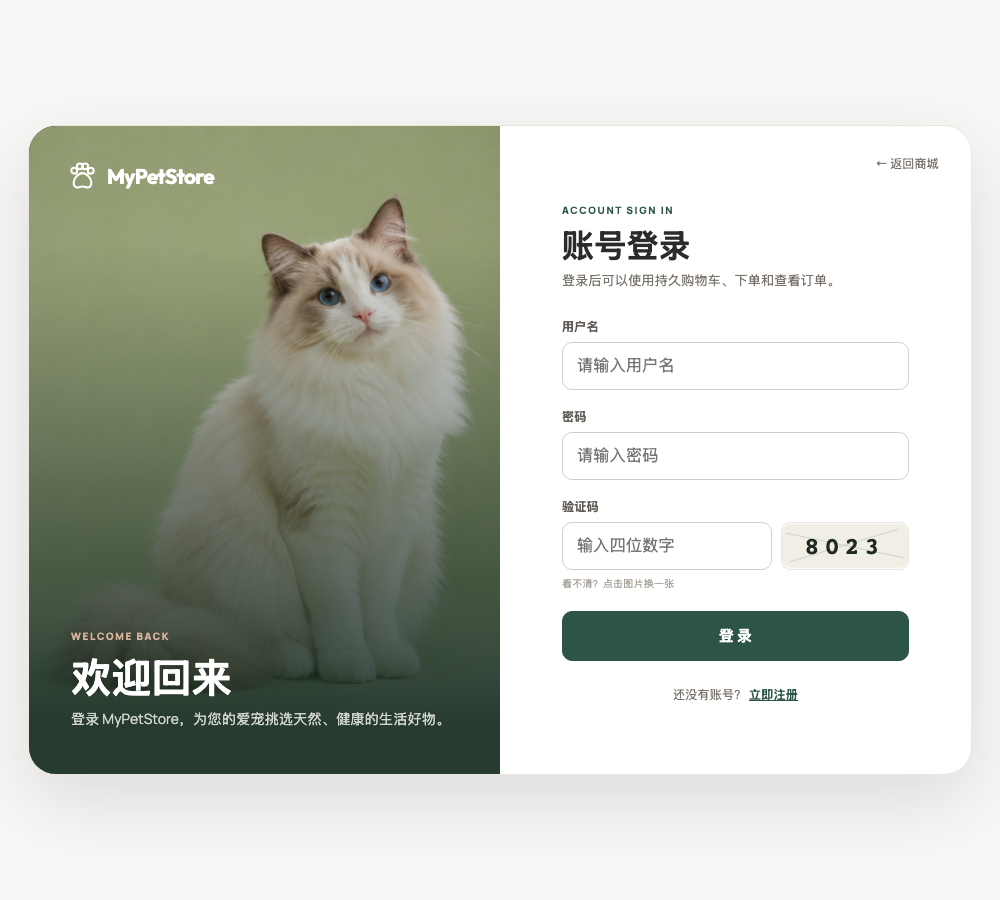 MyPetStore
WELCOME BACK
欢迎回来
登录 MyPetStore，为您的爱宠挑选天然、健康的生活好物。
← 返回商城
ACCOUNT SIGN IN
账号登录
登录后可以使用持久购物车、下单和查看订单。
用户名
请输入用户名
密码
请输入密码
验证码
输入四位数字
8023
看不清？点击图片换一张
登录
还没有账号？ 立即注册